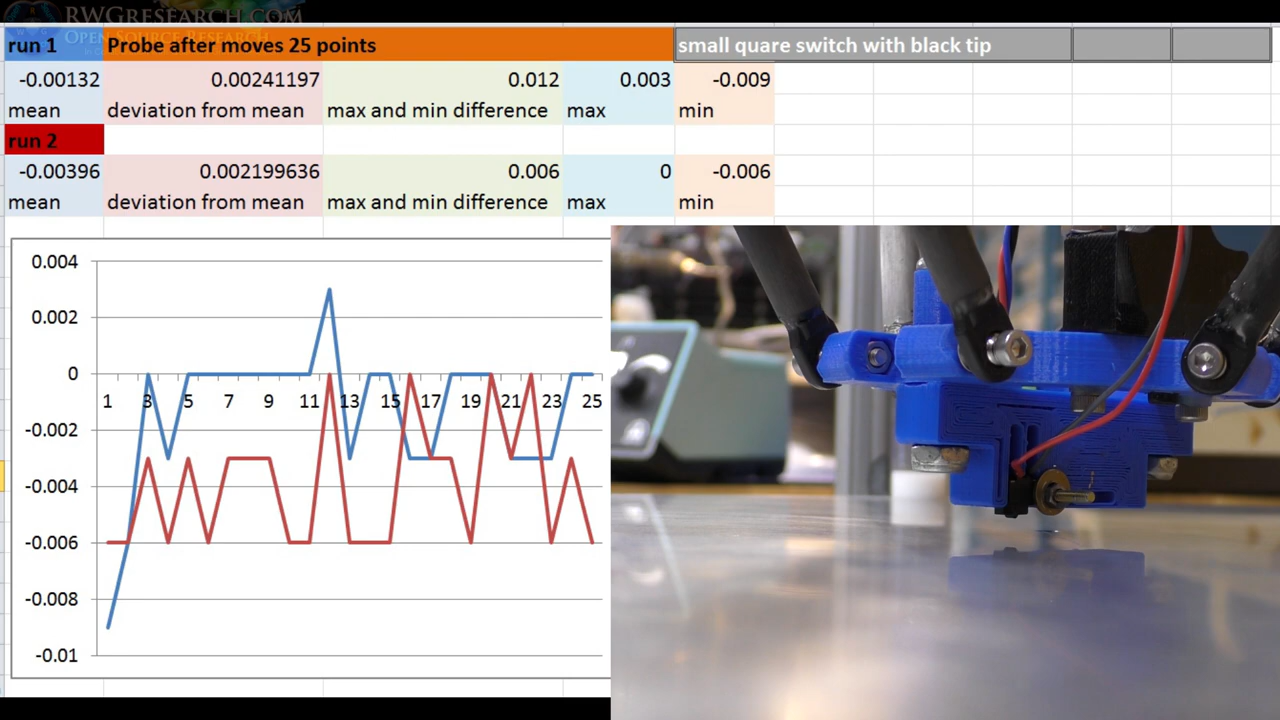 RWGresearch.com
Open Source Research
run 1 Probe after moves 25 points small quare switch with black tip
-0.00132 0.00241197 0.012 0.003 -0.009
mean deviation from mean max and min difference max min
run 2
-0.00396 0.002199636 0.006 0 -0.006
mean deviation from mean max and min difference max min
0.004
0.002
0
1 3 5 7 9 11 13 15 17 19 21 23 25
-0.002
-0.004
-0.006
-0.008
-0.01